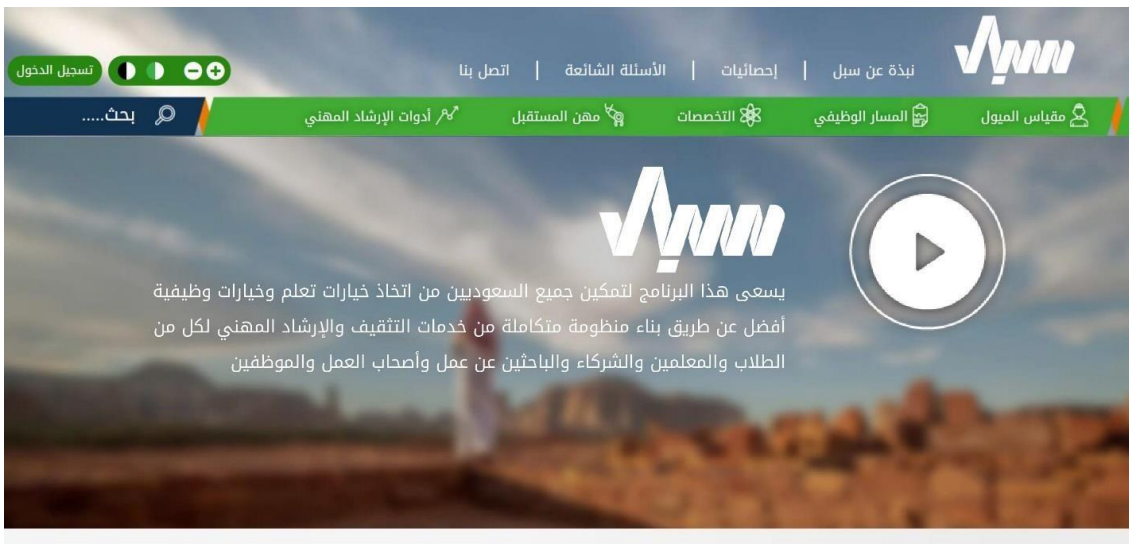 سبل
نبذة عن سبل | إحصائيات | الأسئلة الشائعة | اتصل بنا
تسجيل الدخول
مقياس الميول المسار الوظيفي التخصصات مهن المستقبل أدوات الإرشاد المهني
بحث.....
سبل
يسعى هذا البرنامج لتمكين جميع السعوديين من اتخاذ خيارات تعلم وخيارات وظيفية
أفضل عن طريق بناء منظومة متكاملة من خدمات التثقيف والإرشاد المهني لكل من
الطلاب والمعلمين والشركاء والباحثين عن عمل وأصحاب العمل والموظفين